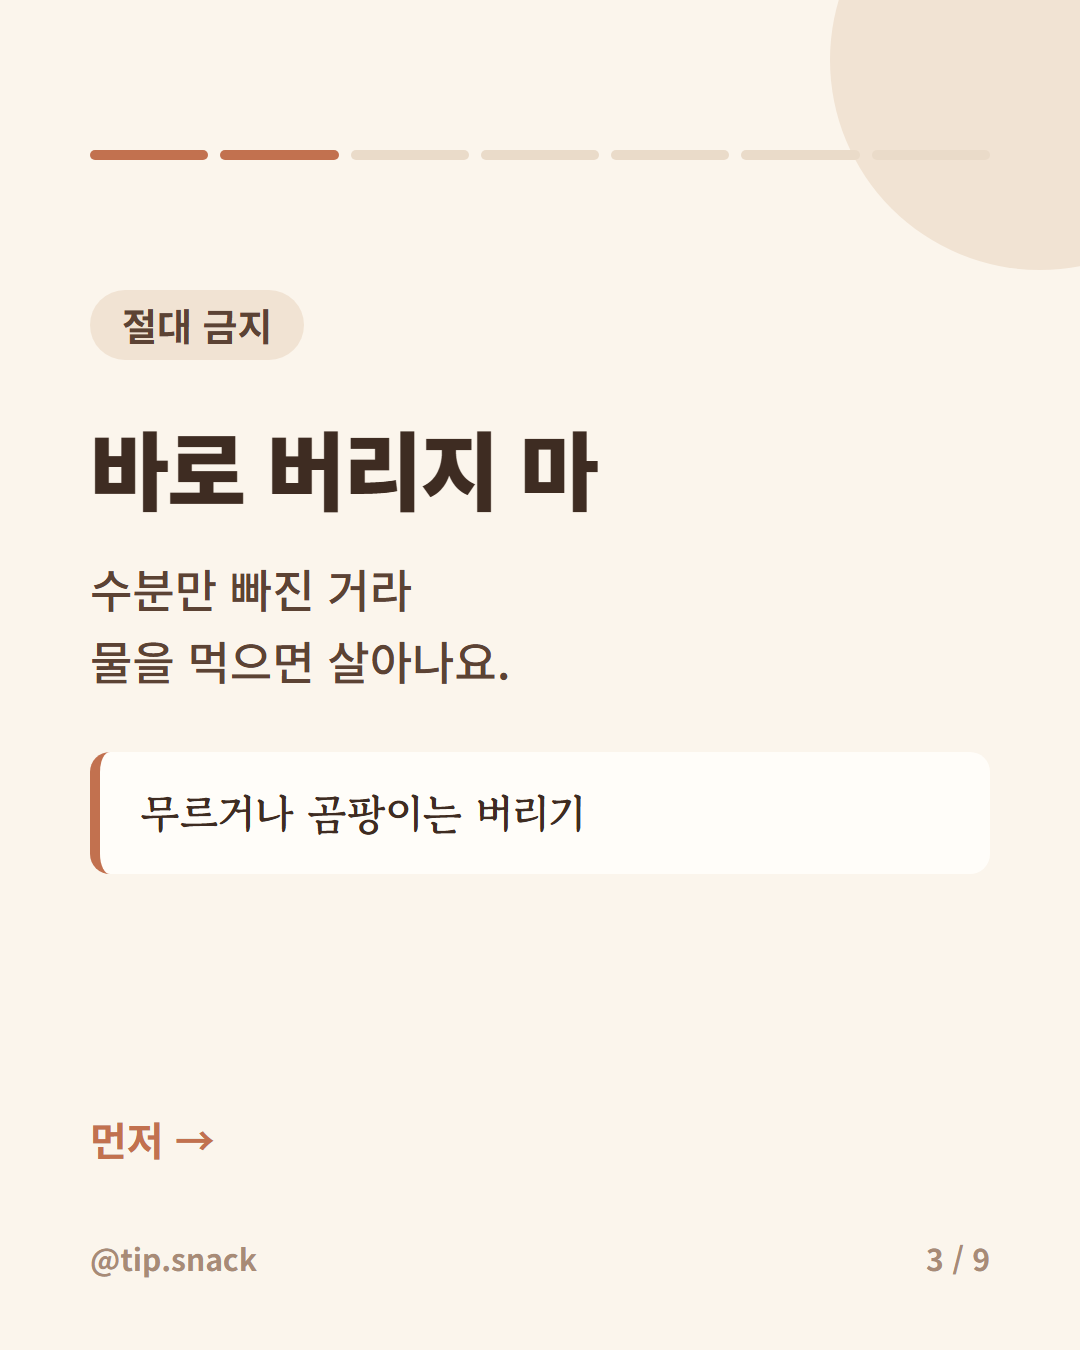 절대 금지
바로 버리지 마
수분만 빠진 거라
물을 먹으면 살아나요.
무르거나 곰팡이는 버리기
먼저 →
@tip.snack
3 / 9